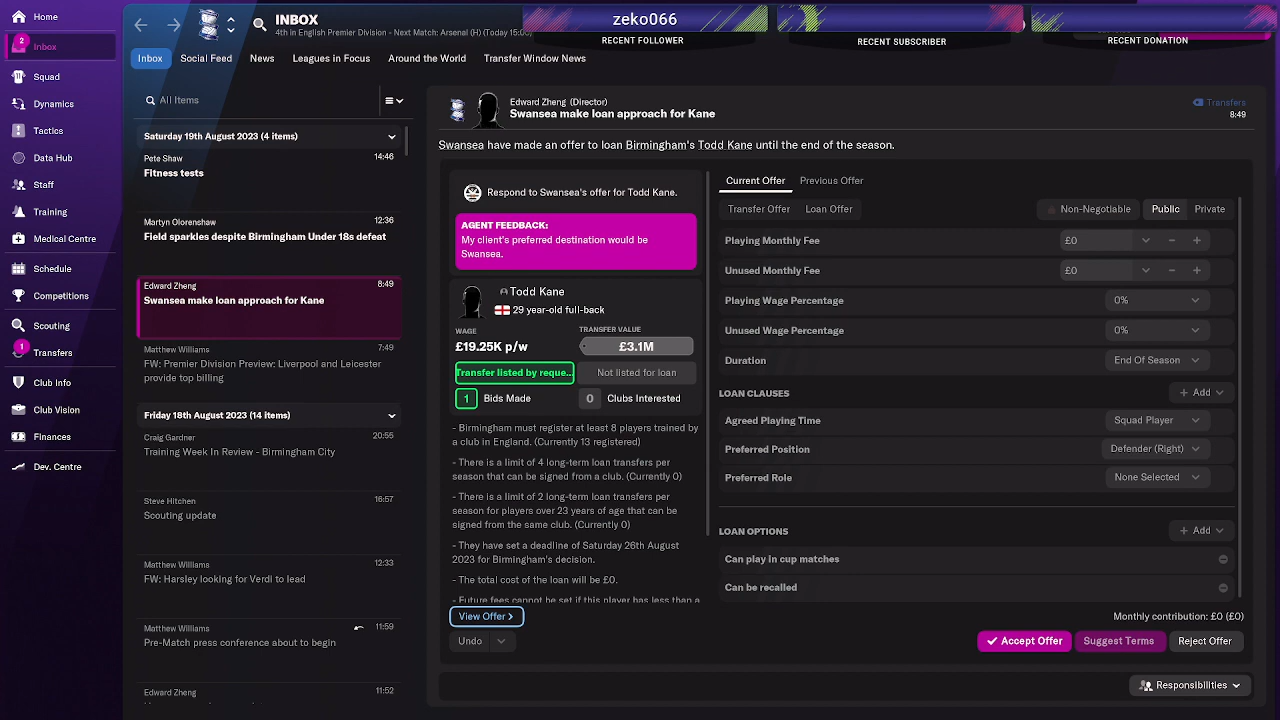 Home
2
Inbox
Squad
Dynamics
Tactics
Data Hub
Staff
Training
Medical Centre
Schedule
Competitions
Scouting
1
Transfers
Club Info
Club Vision
Finances
Dev. Centre
INBOX
4th in English Premier Division - Next Match: Arsenal (H) (Today 15:00)
zeko066
RECENT FOLLOWER
RECENT SUBSCRIBER
RECENT DONATION
Inbox Social Feed News Leagues in Focus Around the World Transfer Window News
All Items
Saturday 19th August 2023 (4 items)
Pete Shaw 14:46
Fitness tests
Martyn Olorenshaw 12:36
Field sparkles despite Birmingham Under 18s defeat
Edward Zheng 8:49
Swansea make loan approach for Kane
Matthew Williams 7:49
FW: Premier Division Preview: Liverpool and Leicester
provide top billing
Friday 18th August 2023 (14 items)
Craig Gardner 20:55
Training Week In Review - Birmingham City
Steve Hitchen 16:57
Scouting update
Matthew Williams 12:33
FW: Harsley looking for Verdi to lead
Matthew Williams 11:59
Pre-Match press conference about to begin
Edward Zheng 11:52
Edward Zheng (Director)
Swansea make loan approach for Kane
Transfers
8:49
Swansea have made an offer to loan Birmingham's Todd Kane until the end of the season.
Respond to Swansea's offer for Todd Kane.
AGENT FEEDBACK:
My client's preferred destination would be
Swansea.
Todd Kane
29 year-old full-back
WAGE TRANSFER VALUE
£19.25K p/w £3.1M
Transfer listed by reque... Not listed for loan
1 Bids Made 0 Clubs Interested
- Birmingham must register at least 8 players trained by
a club in England. (Currently 13 registered)
- There is a limit of 4 long-term loan transfers per
season that can be signed from a club. (Currently 0)
- There is a limit of 2 long-term loan transfers per
season for players over 23 years of age that can be
signed from the same club. (Currently 0)
- They have set a deadline of Saturday 26th August
2023 for Birmingham's decision.
- The total cost of the loan will be £0.
- Future fees cannot be set if this player has less than a
View Offer >
Undo
Current Offer Previous Offer
Transfer Offer Loan Offer Non-Negotiable Public Private
Playing Monthly Fee £0
Unused Monthly Fee £0
Playing Wage Percentage 0%
Unused Wage Percentage 0%
Duration End Of Season
LOAN CLAUSES + Add
Agreed Playing Time Squad Player
Preferred Position Defender (Right)
Preferred Role None Selected
LOAN OPTIONS + Add
Can play in cup matches
Can be recalled
Monthly contribution: £0 (£0)
Accept Offer Suggest Terms Reject Offer
Responsibilities